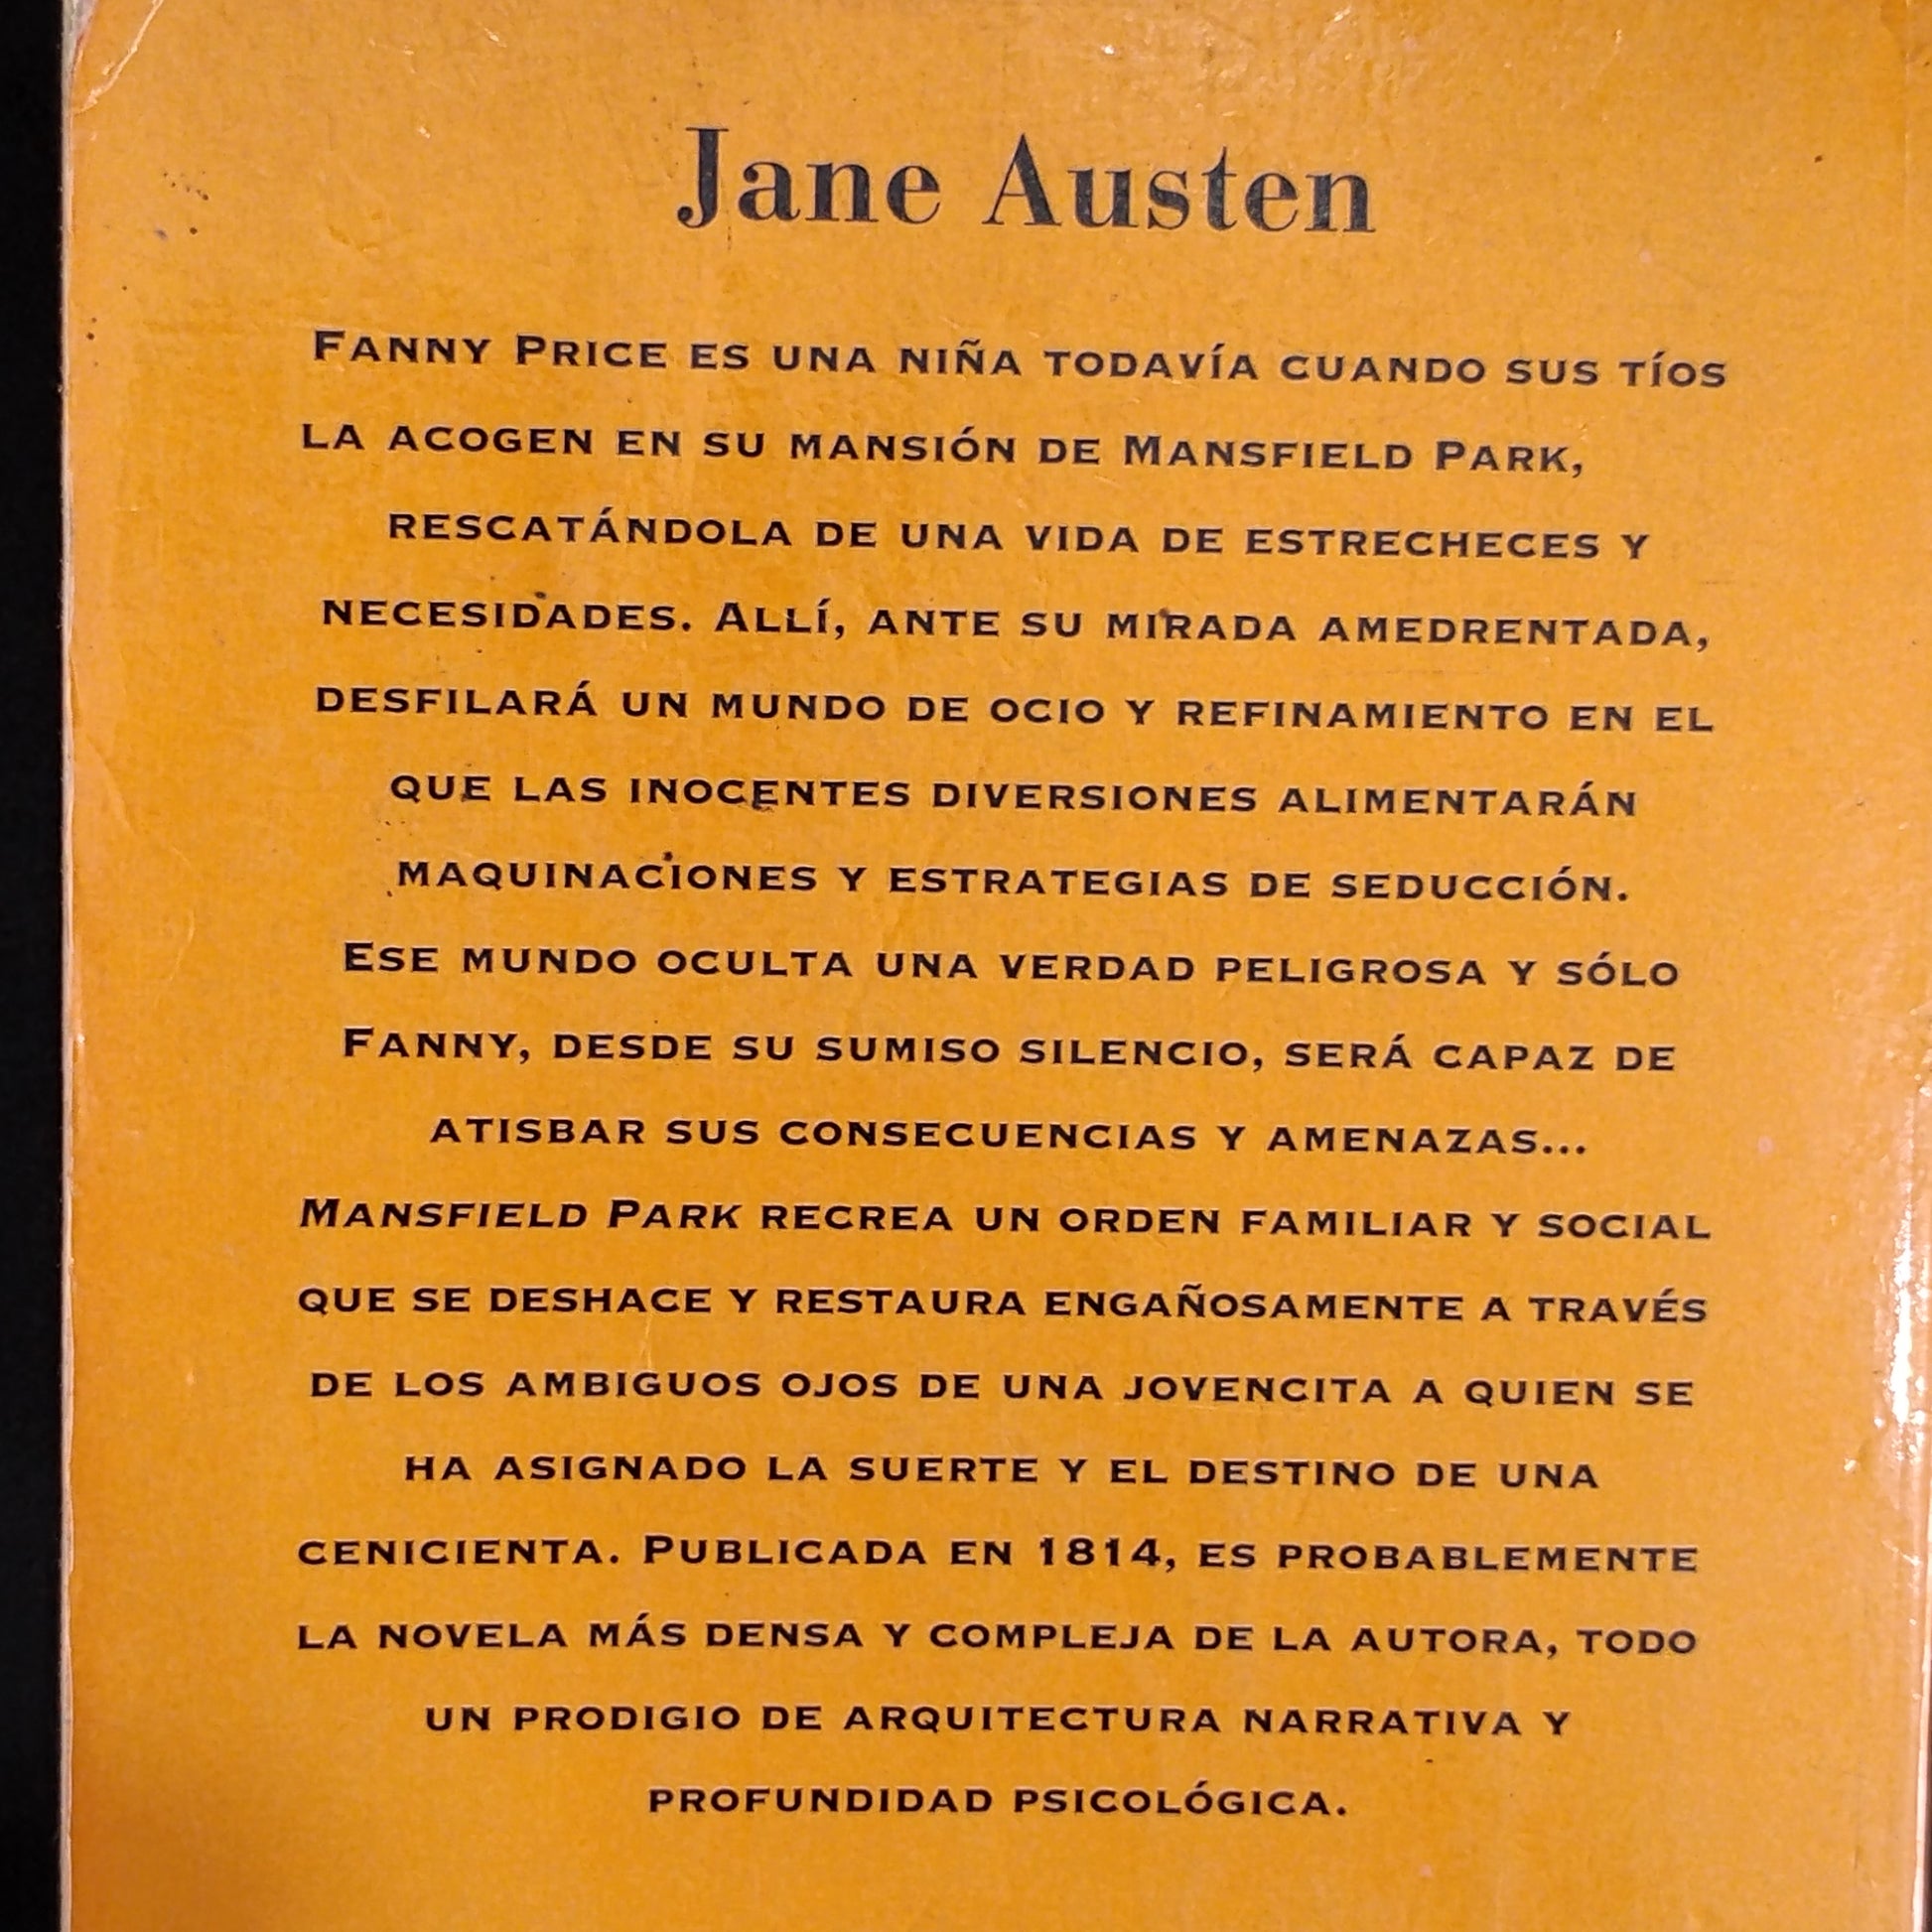 Jane Austen
FANNY PRICE ES UNA NIÑA TODAVÍA CUANDO SUS TÍOS
LA ACOGEN EN SU MANSIÓN DE MANSFIELD PARK,
RESCATÁNDOLA DE UNA VIDA DE ESTRECHECES Y
NECESIDADES. ALLÍ, ANTE SU MIRADA AMEDRENTADA,
DESFILARÁ UN MUNDO DE OCIO Y REFINAMIENTO EN EL
QUE LAS INOCENTES DIVERSIONES ALIMENTARÁN
MAQUINACIONES Y ESTRATEGIAS DE SEDUCCIÓN.
ESE MUNDO OCULTA UNA VERDAD PELIGROSA Y SÓLO
FANNY, DESDE SU SUMISO SILENCIO, SERÁ CAPAZ DE
ATISBAR SUS CONSECUENCIAS Y AMENAZAS...
MANSFIELD PARK RECREA UN ORDEN FAMILIAR Y SOCIAL
QUE SE DESHACE Y RESTAURA ENGAÑOSAMENTE A TRAVÉS
DE LOS AMBIGUOS OJOS DE UNA JOVENCITA A QUIEN SE
HA ASIGNADO LA SUERTE Y EL DESTINO DE UNA
CENICIENTA. PUBLICADA EN 1814, ES PROBABLEMENTE
LA NOVELA MÁS DENSA Y COMPLEJA DE LA AUTORA, TODO
UN PRODIGIO DE ARQUITECTURA NARRATIVA Y
PROFUNDIDAD PSICOLÓGICA.